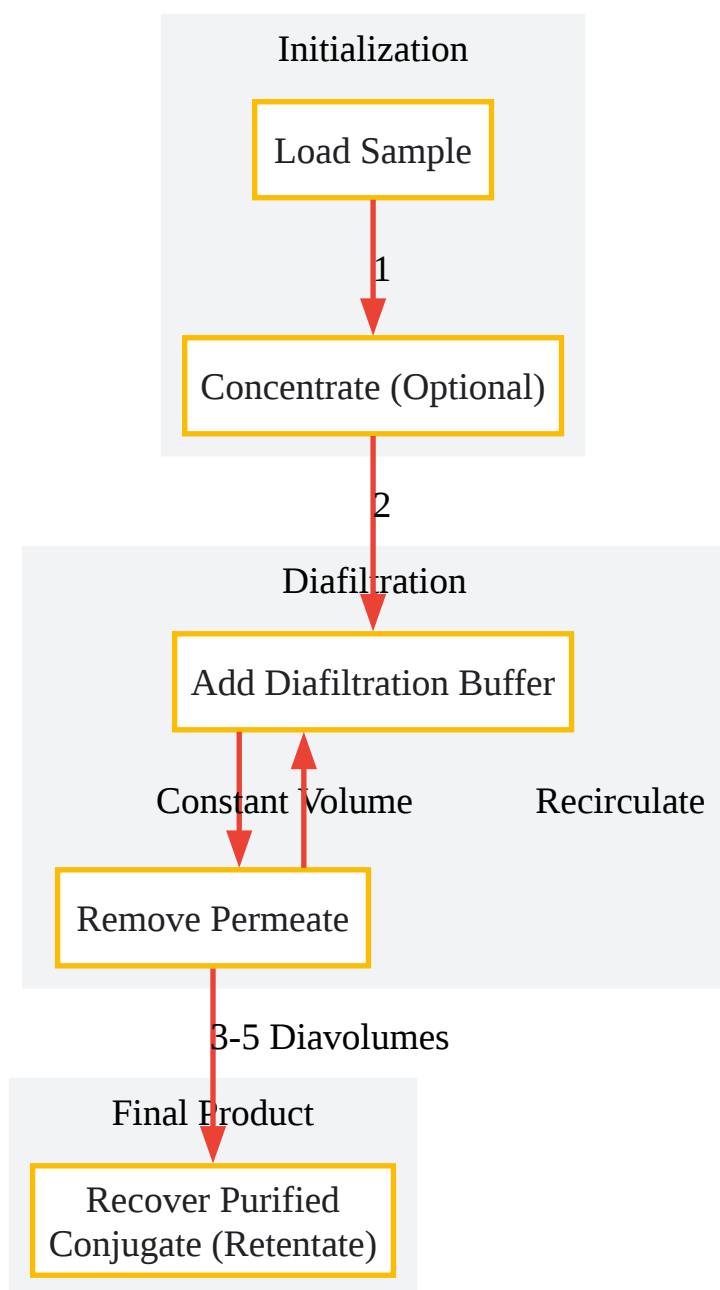 Initialization
Load Sample
1
Concentrate (Optional)
2
Diafiltration
Add Diafiltration Buffer
Constant Volume
Recirculate
Remove Permeate
3-5 Diavolumes
Final Product
Recover Purified
Conjugate (Retentate)